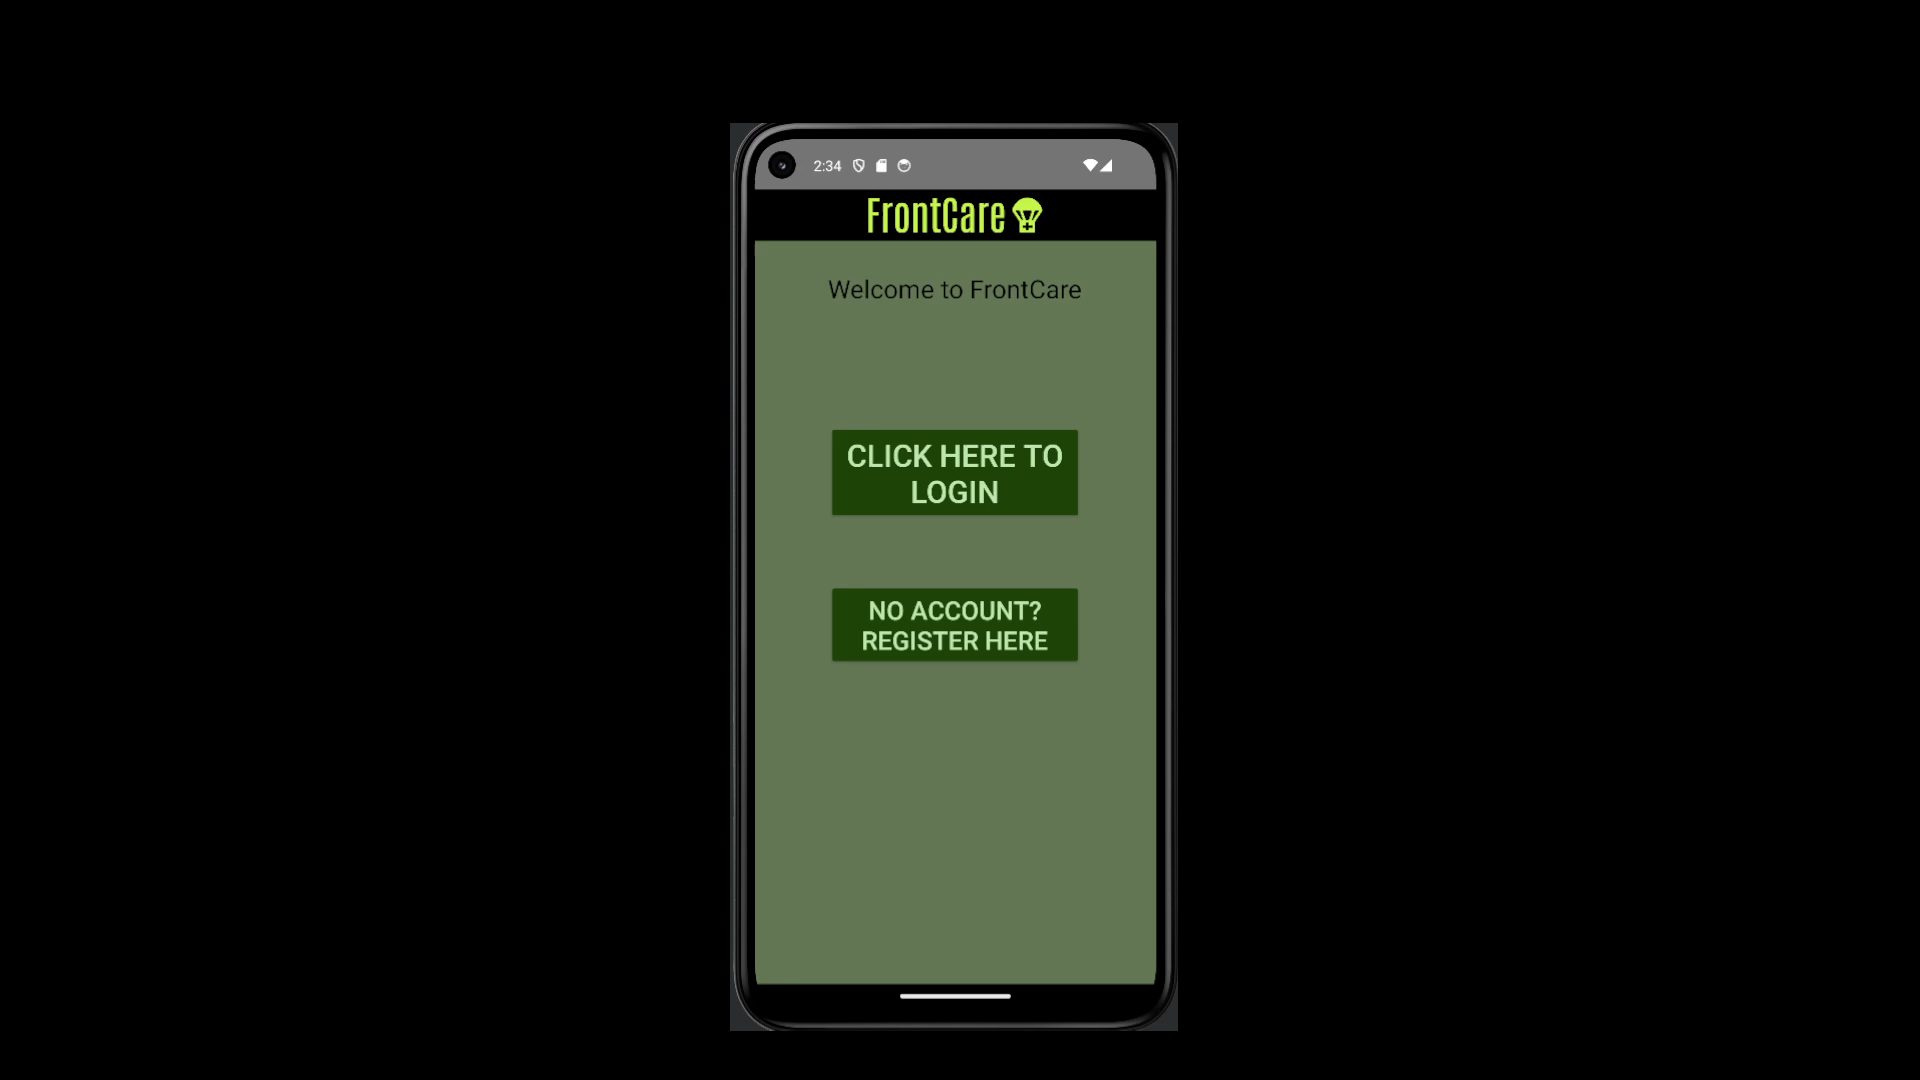 2:34
FrontCare
Welcome to FrontCare
CLICK HERE TO
LOGIN
NO ACCOUNT?
REGISTER HERE